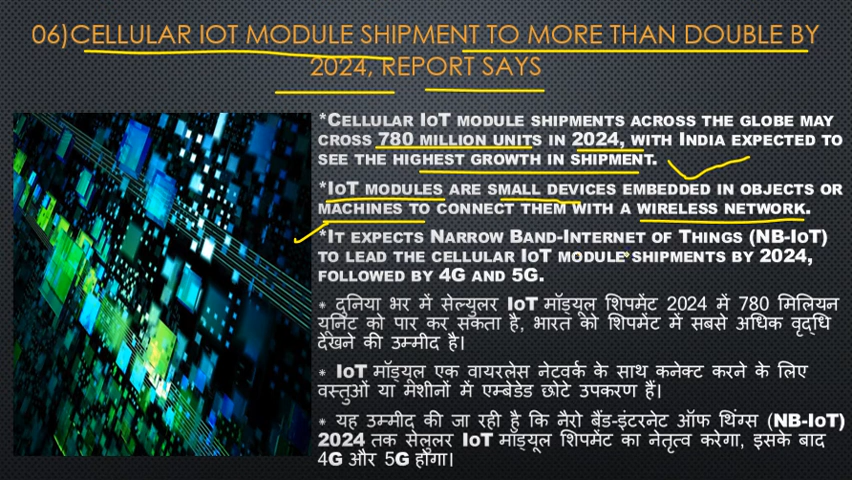 06)CELLULAR IOT MODULE SHIPMENT TO MORE THAN DOUBLE BY
2024, REPORT SAYS
*CELLULAR IOT MODULE SHIPMENTS ACROSS THE GLOBE MAY
CROSS 780 MILLION UNITS IN 2024, WITH INDIA EXPECTED TO
SEE THE HIGHEST GROWTH IN SHIPMENT.
*IOT MODULES ARE SMALL DEVICES EMBEDDED IN OBJECTS OR
MACHINES TO CONNECT THEM WITH A WIRELESS NETWORK.
*IT EXPECTS NARROW BAND-INTERNET OF THINGS (NB-IOT)
TO LEAD THE CELLULAR IOT MODULE SHIPMENTS BY 2024,
FOLLOWED BY 4G AND 5G.
* दुनिया भर में सेल्युलर IoT मॉड्यूल शिपमेंट 2024 में 780 मिलियन
यूनिट को पार कर सकता है, भारत को शिपमेंट में सबसे अधिक वृद्धि
देखने की उम्मीद है।
* IoT मॉड्यूल एक वायरलेस नेटवर्क के साथ कनेक्ट करने के लिए
वस्तुओं या मशीनों में एम्बेडेड छोटे उपकरण हैं।
* यह उम्मीद की जा रही है कि नैरो बैंड-इंटरनेट ऑफ थिंग्स (NB-IoT)
2024 तक सेलुलर IoT मॉड्यूल शिपमेंट का नेतृत्व करेगा, इसके बाद
4G और 5G होगा।